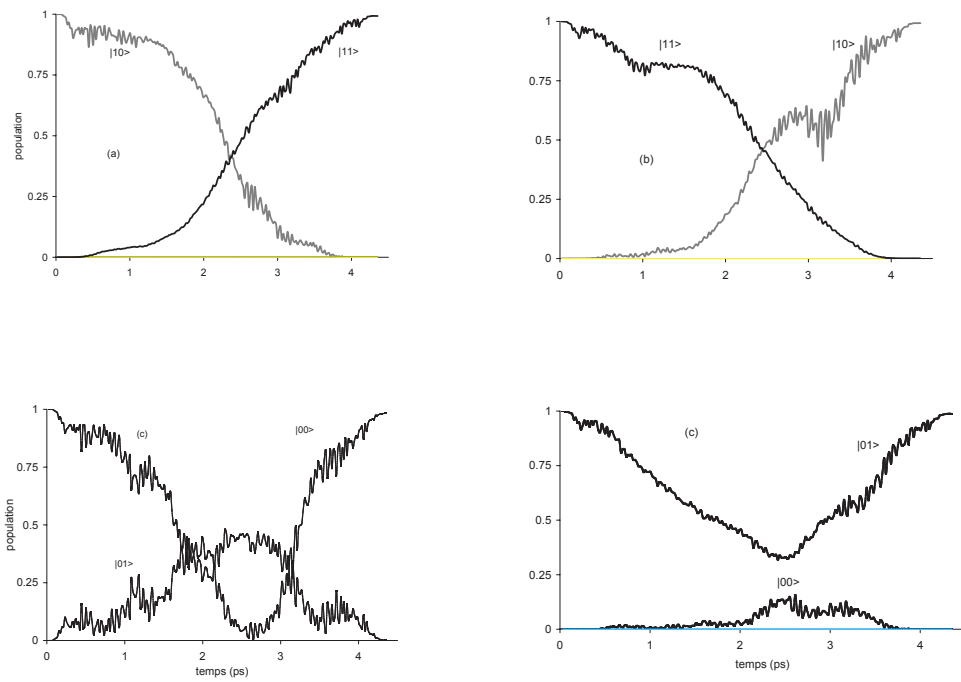 1
0.75
0.5
0.25
0
population
|10>
|11>
(a)
0 1 2 3 4
1
0.75
0.5
0.25
0
|11>
|10>
(b)
0 1 2 3 4
1
0.75
0.5
0.25
0
population
(c)
|00>
|01>
0 1 2 3 4
temps (ps)
1
0.75
0.5
0.25
0
(c)
|01>
|00>
0 1 2 3 4
temps (ps)